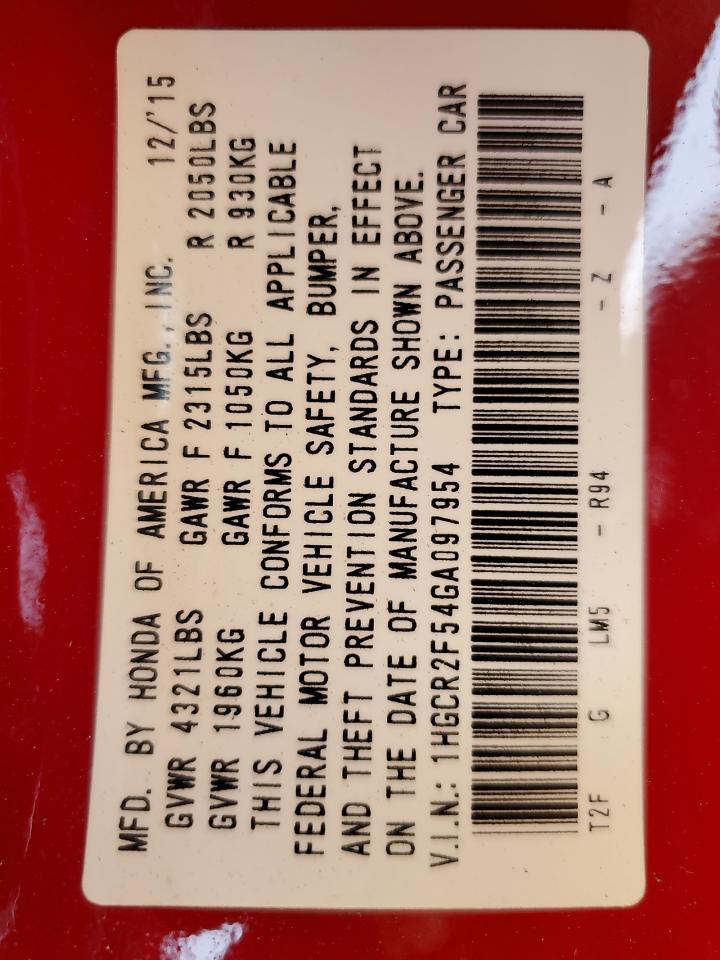 MFD. BY HONDA OF AMERICA MFG., INC. 12/'15
GVWR 4321LBS GAWR F 2315LBS R 2050LBS
GVWR 1960KG GAWR F 1050KG R 930KG
THIS VEHICLE CONFORMS TO ALL APPLICABLE
FEDERAL MOTOR VEHICLE SAFETY, BUMPER,
AND THEFT PREVENTION STANDARDS IN EFFECT
ON THE DATE OF MANUFACTURE SHOWN ABOVE.
V.I.N.: 1HGCR2F54GA097954 TYPE: PASSENGER CAR
T2F G LM5 - R94 - Z - A